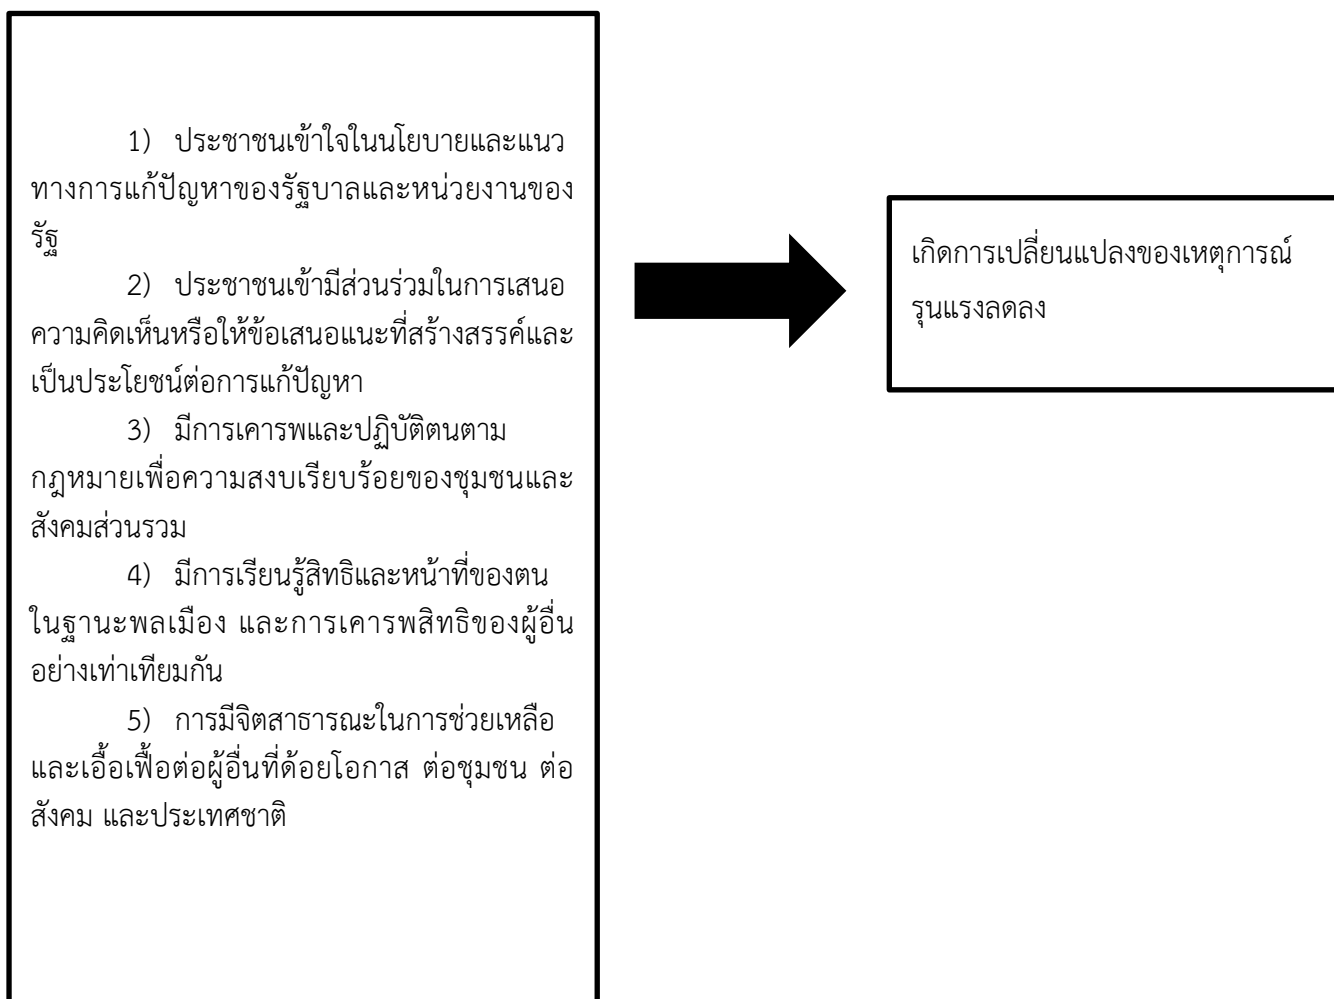 1) ประชาชนเข้าใจในนโยบายและแนว
ทางการแก้ปัญหาของรัฐบาลและหน่วยงานของ
รัฐ
2) ประชาชนเข้ามีส่วนร่วมในการเสนอ
ความคิดเห็นหรือให้ข้อเสนอแนะที่สร้างสรรค์และ
เป็นประโยชน์ต่อการแก้ปัญหา
3) มีการเคารพและปฏิบัติตนตาม
กฎหมายเพื่อความสงบเรียบร้อยของชุมชนและ
สังคมส่วนรวม
4) มีการเรียนรู้สิทธิและหน้าที่ของตน
ในฐานะพลเมือง และการเคารพสิทธิของผู้อื่น
อย่างเท่าเทียมกัน
5) การมีจิตสาธารณะในการช่วยเหลือ
และเอื้อเฟื้อต่อผู้อื่นที่ด้อยโอกาส ต่อชุมชน ต่อ
สังคม และประเทศชาติ
เกิดการเปลี่ยนแปลงของเหตุการณ์
รุนแรงลดลง